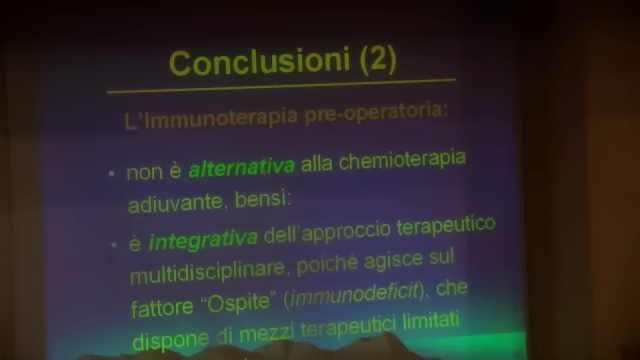 Conclusioni (2)
L'Immunoterapia pre-operatoria:
• non è alternativa alla chemioterapia
adiuvante, bensì:
• è integrativa dell'approccio terapeutico
multidisciplinare, poichè agisce sul
fattore "Ospite" (immunodeficit), che
dispone di mezzi terapeutici limitati